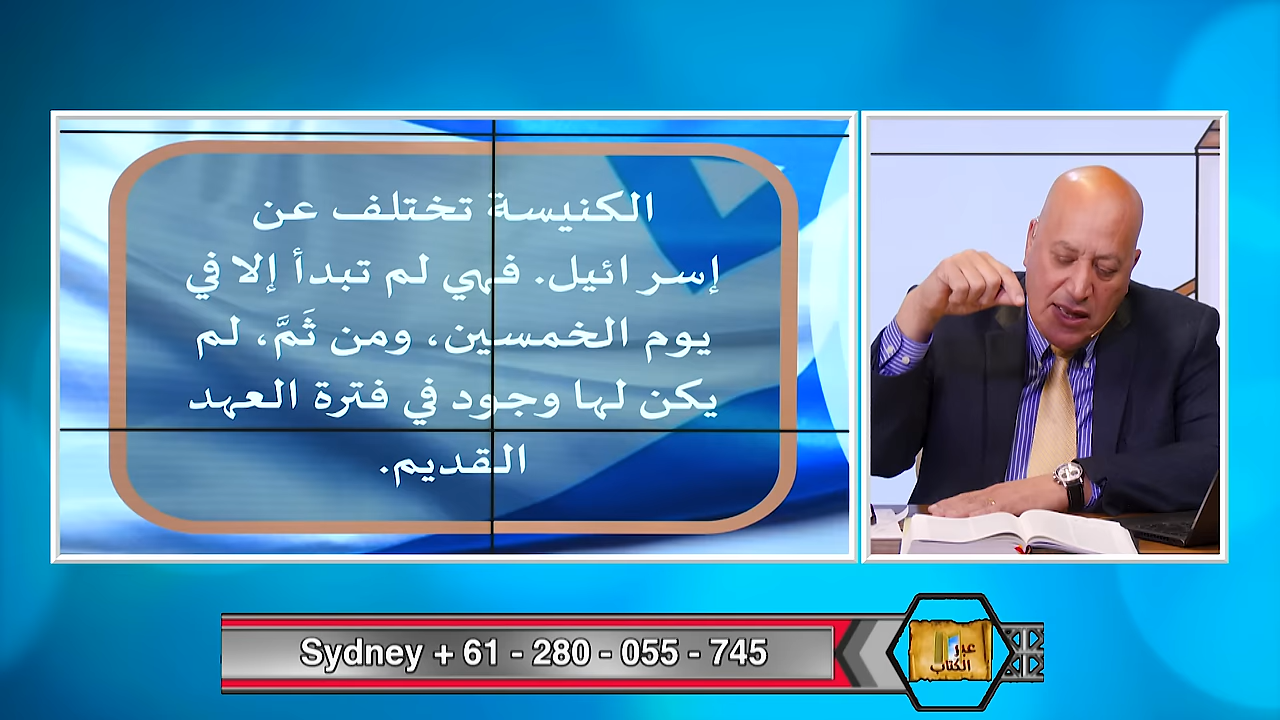 الكنيسة تختلف عن
إسرائيل. فهي لم تبدأ إلا في
يوم الخمسين، ومن ثَمَّ، لم
يكن لها وجود في فترة العهد
القديم.
Sydney + 61 - 280 - 055 - 745
عبر
الكتاب